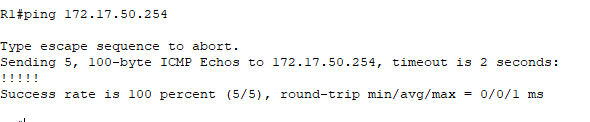 R1#ping 172.17.50.254
Type escape sequence to abort.
Sending 5, 100-byte ICMP Echos to 172.17.50.254, timeout is 2 seconds:
!!!!!
Success rate is 100 percent (5/5), round-trip min/avg/max = 0/0/1 ms